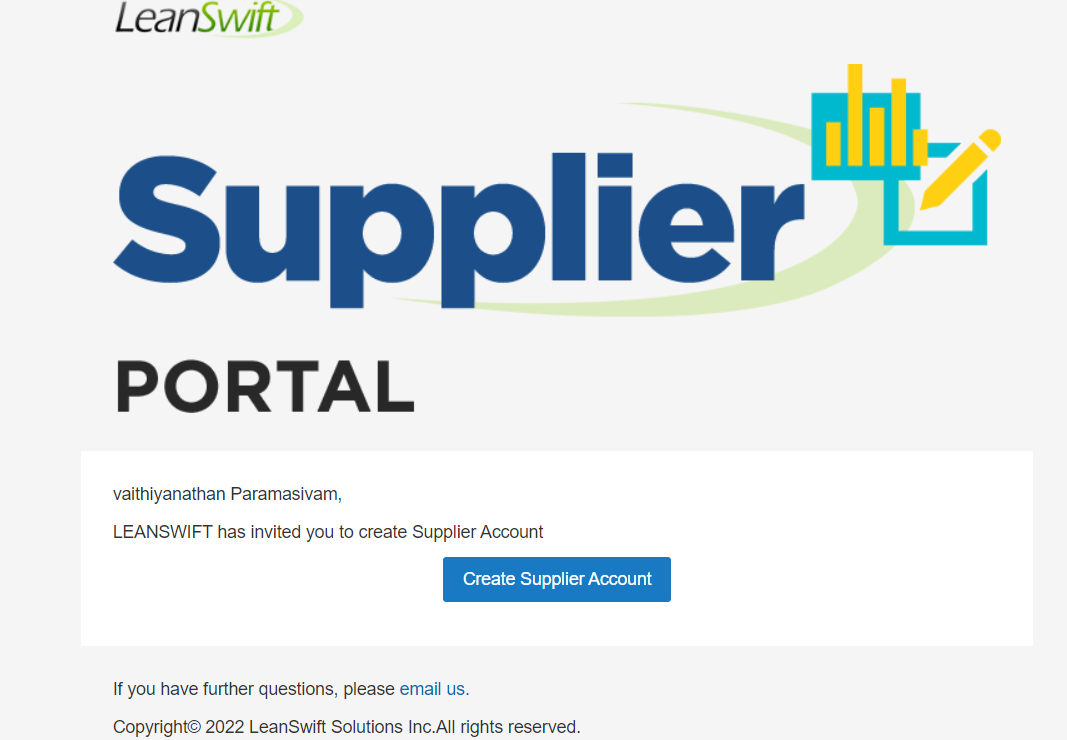 LeanSwift
Supplier
PORTAL
vaithiyanathan Paramasivam,
LEANSWIFT has invited you to create Supplier Account
Create Supplier Account
If you have further questions, please email us.
Copyright© 2022 LeanSwift Solutions Inc.All rights reserved.